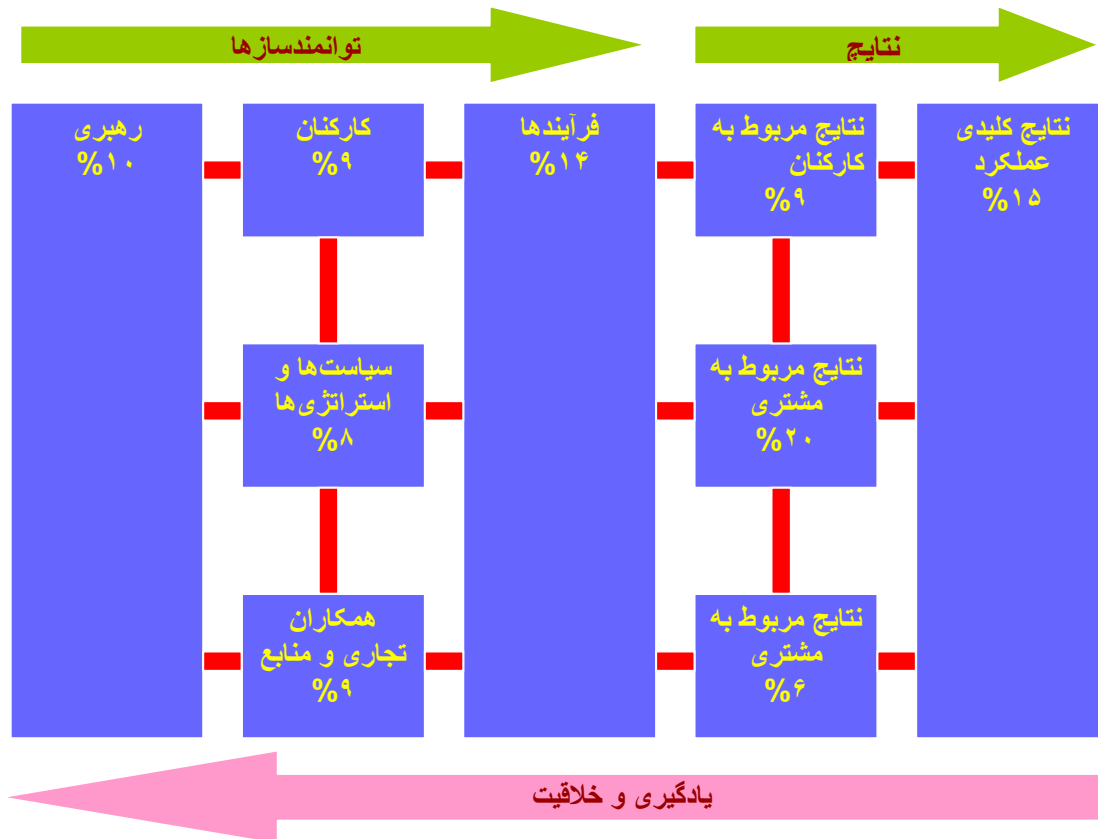 توانمندسازها
نتایج
رهبری
%۱۰
کارکنان
%۹
فرآیندها
%۱۴
نتایج مربوط به
کارکنان
%۹
نتایج کلیدی
عملکرد
%۱۵
سیاست‌ها و
استراتژی‌ها
%۸
نتایج مربوط به
مشتری
%۲۰
همکاران
تجاری و منابع
%۹
نتایج مربوط به
مشتری
%۶
یادگیری و خلاقیت